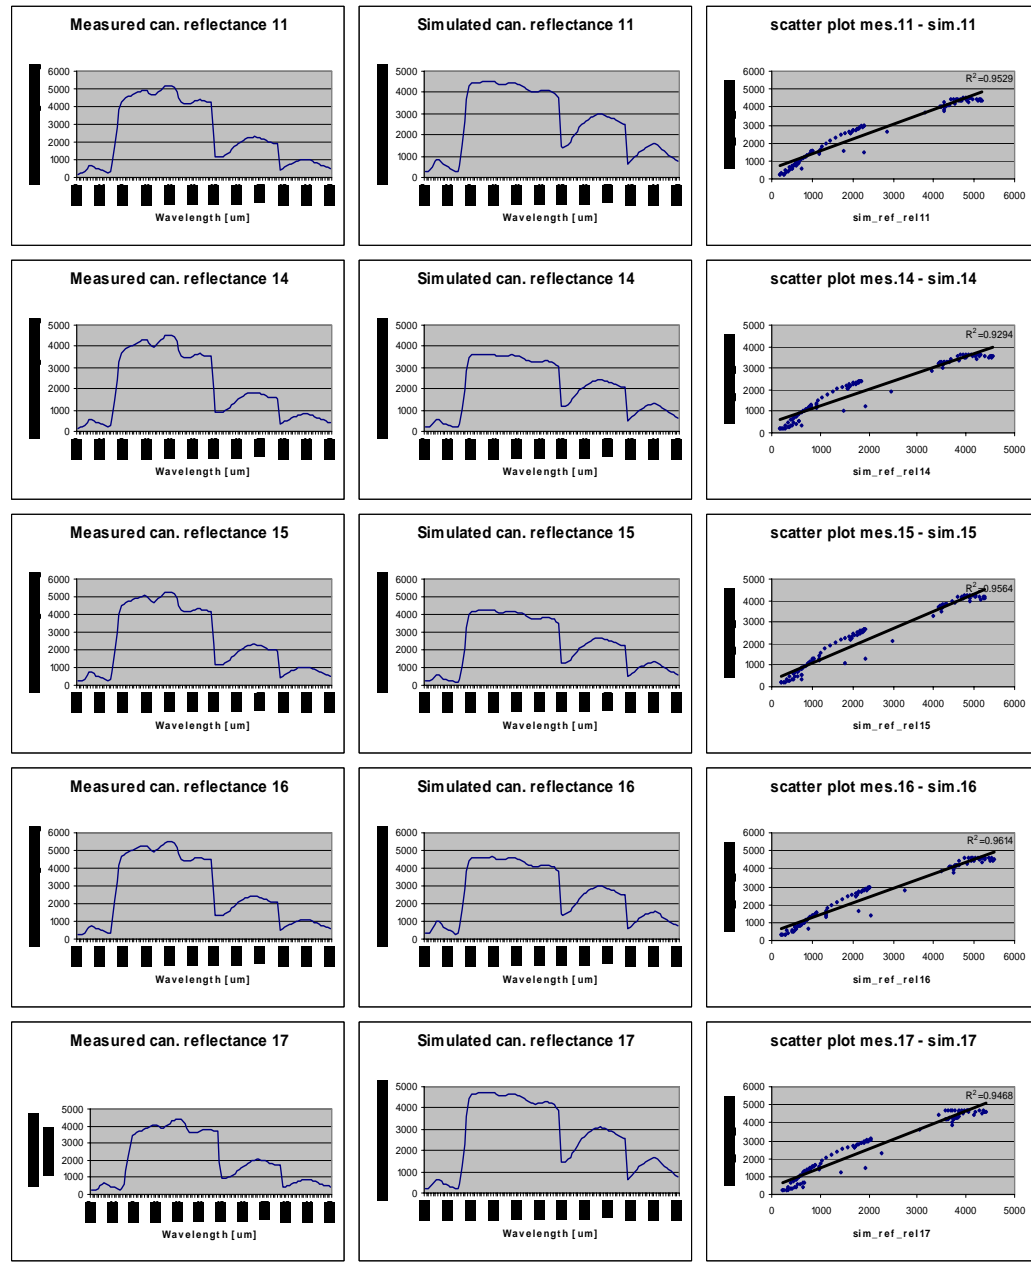 Measured can. reflectance 11
6000
5000
4000
3000
2000
1000
0
Wavelength [um]
Simulated can. reflectance 11
5000
4000
3000
2000
1000
0
Wavelength [um]
scatter plot mes.11 - sim.11
R²=0.9529
6000
5000
4000
3000
2000
1000
0
0 1000 2000 3000 4000 5000 6000
sim_ref_rel11
Measured can. reflectance 14
5000
4000
3000
2000
1000
0
Wavelength [um]
Simulated can. reflectance 14
5000
4000
3000
2000
1000
0
Wavelength [um]
scatter plot mes.14 - sim.14
R²=0.9294
5000
4000
3000
2000
1000
0
0 1000 2000 3000 4000 5000
sim_ref_rel14
Measured can. reflectance 15
6000
5000
4000
3000
2000
1000
0
Wavelength [um]
Simulated can. reflectance 15
6000
5000
4000
3000
2000
1000
0
Wavelength [um]
scatter plot mes.15 - sim.15
R²=0.9564
5000
4000
3000
2000
1000
0
0 1000 2000 3000 4000 5000 6000
sim_ref_rel15
Measured can. reflectance 16
6000
5000
4000
3000
2000
1000
0
Wavelength [um]
Simulated can. reflectance 16
6000
5000
4000
3000
2000
1000
0
Wavelength [um]
scatter plot mes.16 - sim.16
R²=0.9614
6000
5000
4000
3000
2000
1000
0
0 1000 2000 3000 4000 5000 6000
sim_ref_rel16
Measured can. reflectance 17
5000
4000
3000
2000
1000
0
Wavelength [um]
Simulated can. reflectance 17
5000
4000
3000
2000
1000
0
Wavelength [um]
scatter plot mes.17 - sim.17
R²=0.9468
6000
5000
4000
3000
2000
1000
0
0 1000 2000 3000 4000 5000
sim_ref_rel17